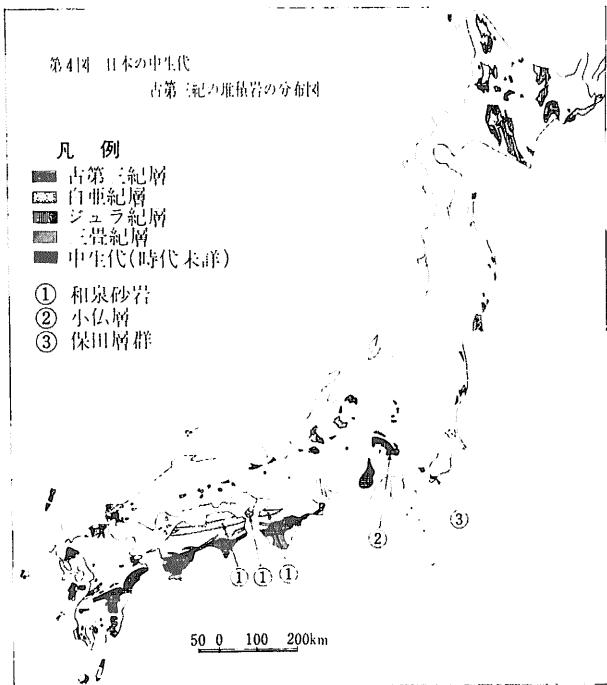 第4図 日本の中生代
古第三紀の堆積岩の分布図
凡 例
古第三紀層
白亜紀層
ジュラ紀層
三畳紀層
中生代(時代未詳)
① 和泉砂岩
② 小仏層
③ 保田層群
③
②
① ① ①
50 0 100 200km